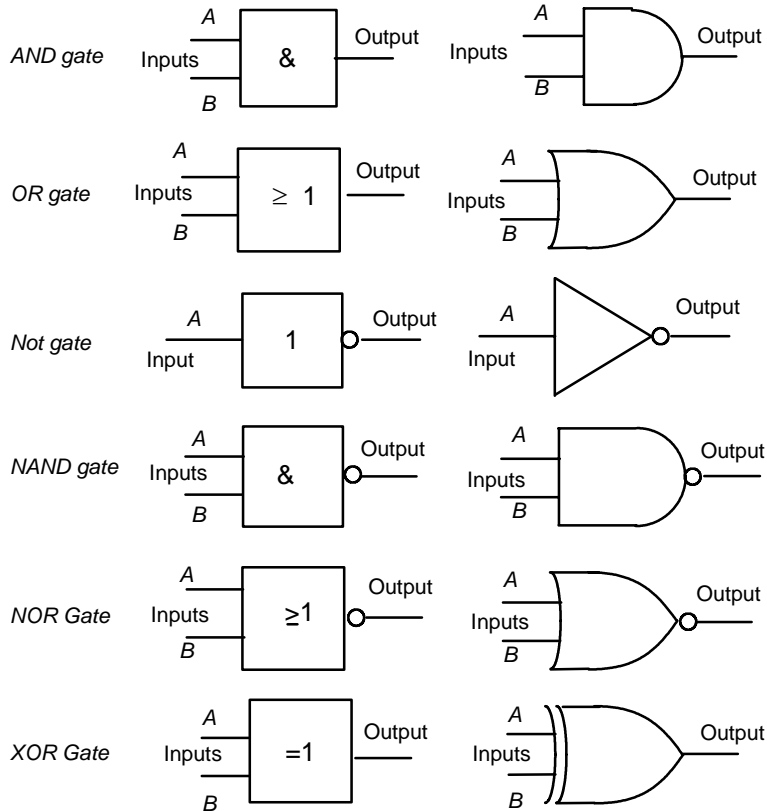 A A
AND gate Inputs & Output Inputs Output
B B
A A
OR gate Inputs ≥ 1 Output Inputs Output
B B
A A
Not gate 1 Output Output
Input Input
A A
NAND gate Inputs & Output Inputs Output
B B
A A
NOR Gate Inputs ≥1 Output Inputs Output
B B
A A
XOR Gate Inputs =1 Output Inputs Output
B B